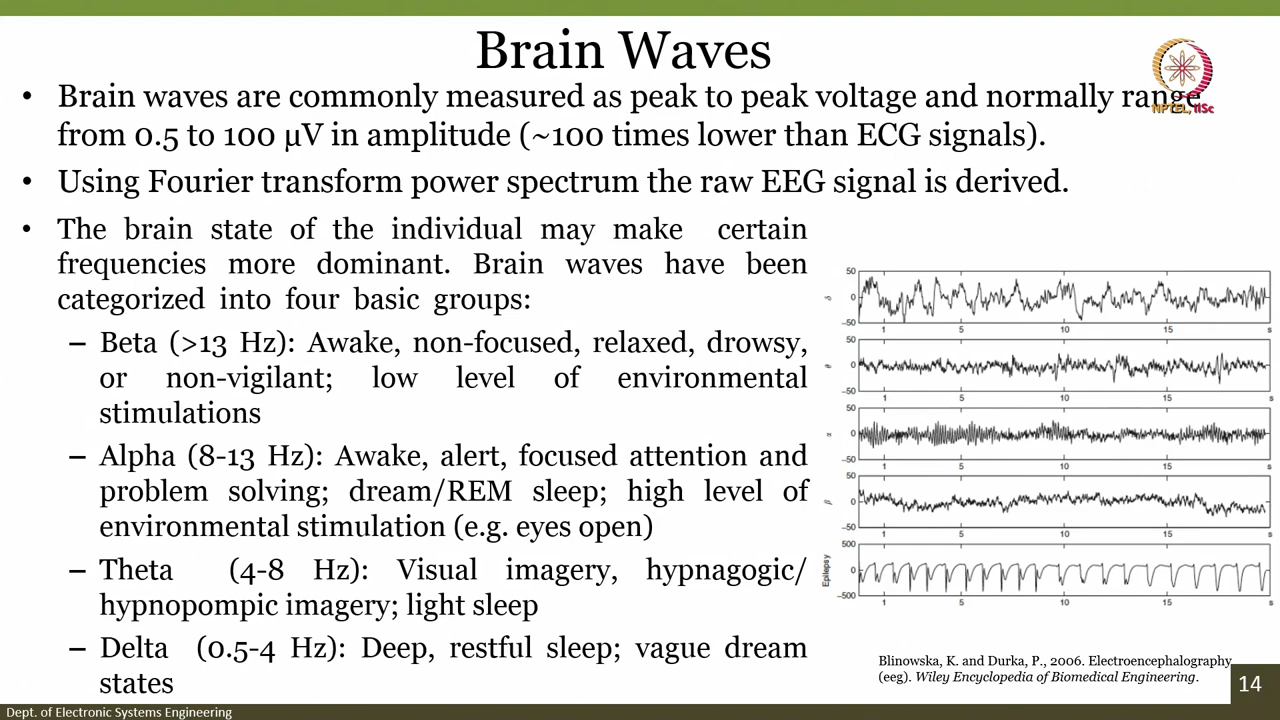 Brain Waves
• Brain waves are commonly measured as peak to peak voltage and normally range
from 0.5 to 100 µV in amplitude (~100 times lower than ECG signals).
NPTEL, IISc
• Using Fourier transform power spectrum the raw EEG signal is derived.
• The brain state of the individual may make certain
frequencies more dominant. Brain waves have been
categorized into four basic groups:
– Beta (>13 Hz): Awake, non-focused, relaxed, drowsy,
or non-vigilant; low level of environmental
stimulations
– Alpha (8-13 Hz): Awake, alert, focused attention and
problem solving; dream/REM sleep; high level of
environmental stimulation (e.g. eyes open)
– Theta (4-8 Hz): Visual imagery, hypnagogic/
hypnopompic imagery; light sleep
– Delta (0.5-4 Hz): Deep, restful sleep; vague dream
states
50
δ 0
-50
1 5 10 15 s
50
θ 0
-50
1 5 10 15 s
50
α 0
-50
1 5 10 15 s
50
β 0
-50
1 5 10 15 s
500
Epilepsy 0
-500
1 5 10 15 s
Blinowska, K. and Durka, P., 2006. Electroencephalography
(eeg). Wiley Encyclopedia of Biomedical Engineering.
14
Dept. of Electronic Systems Engineering